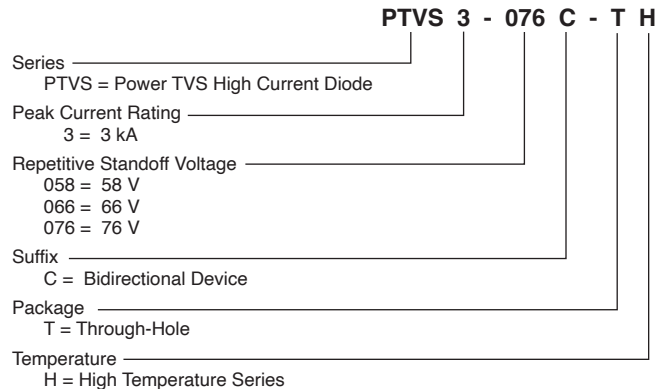 PTVS 3 - 076 C - T H
Series
PTVS = Power TVS High Current Diode
Peak Current Rating
3 = 3 kA
Repetitive Standoff Voltage
058 = 58 V
066 = 66 V
076 = 76 V
Suffix
C = Bidirectional Device
Package
T = Through-Hole
Temperature
H = High Temperature Series